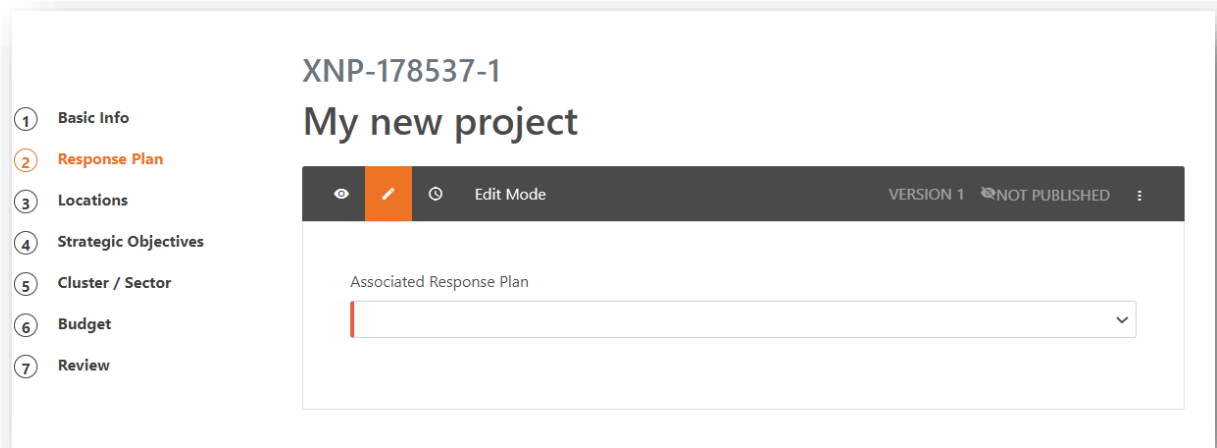 XNP-178537-1
My new project
1 Basic Info
2 Response Plan
3 Locations
4 Strategic Objectives
5 Cluster / Sector
6 Budget
7 Review
Edit Mode VERSION 1 NOT PUBLISHED
Associated Response Plan